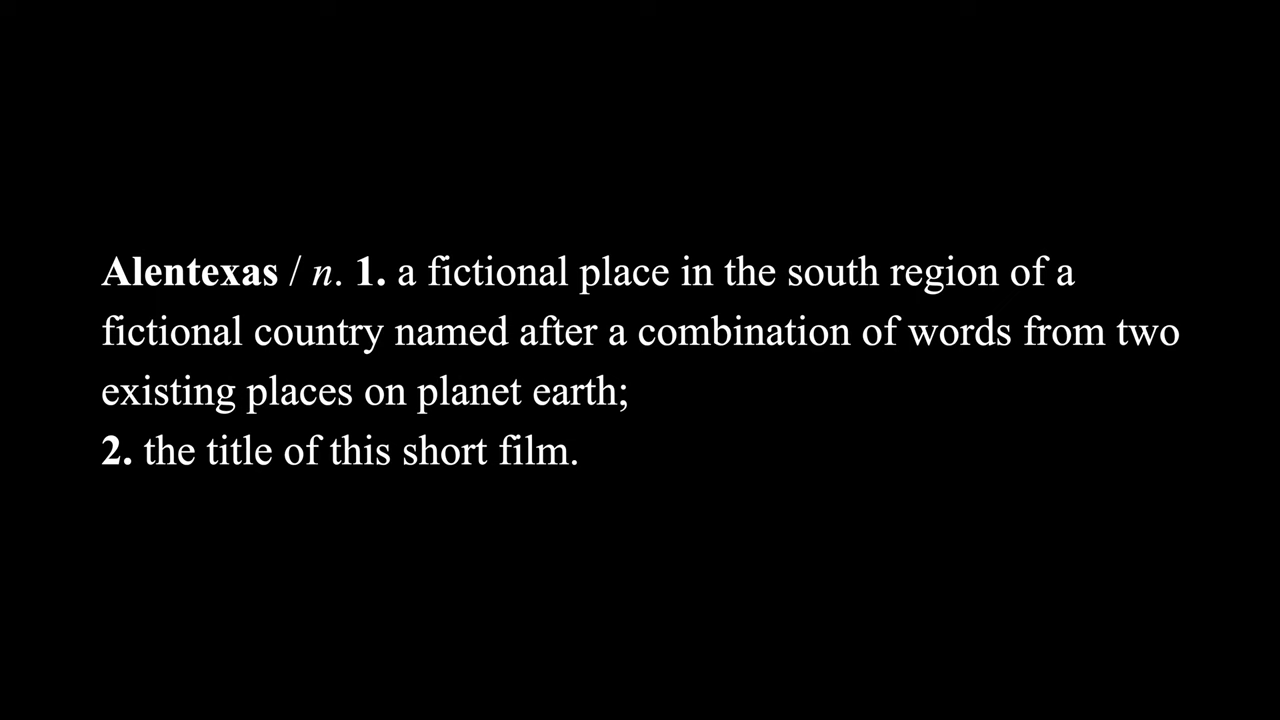 Alentexas / n. 1. a fictional place in the south region of a
fictional country named after a combination of words from two
existing places on planet earth;
2. the title of this short film.